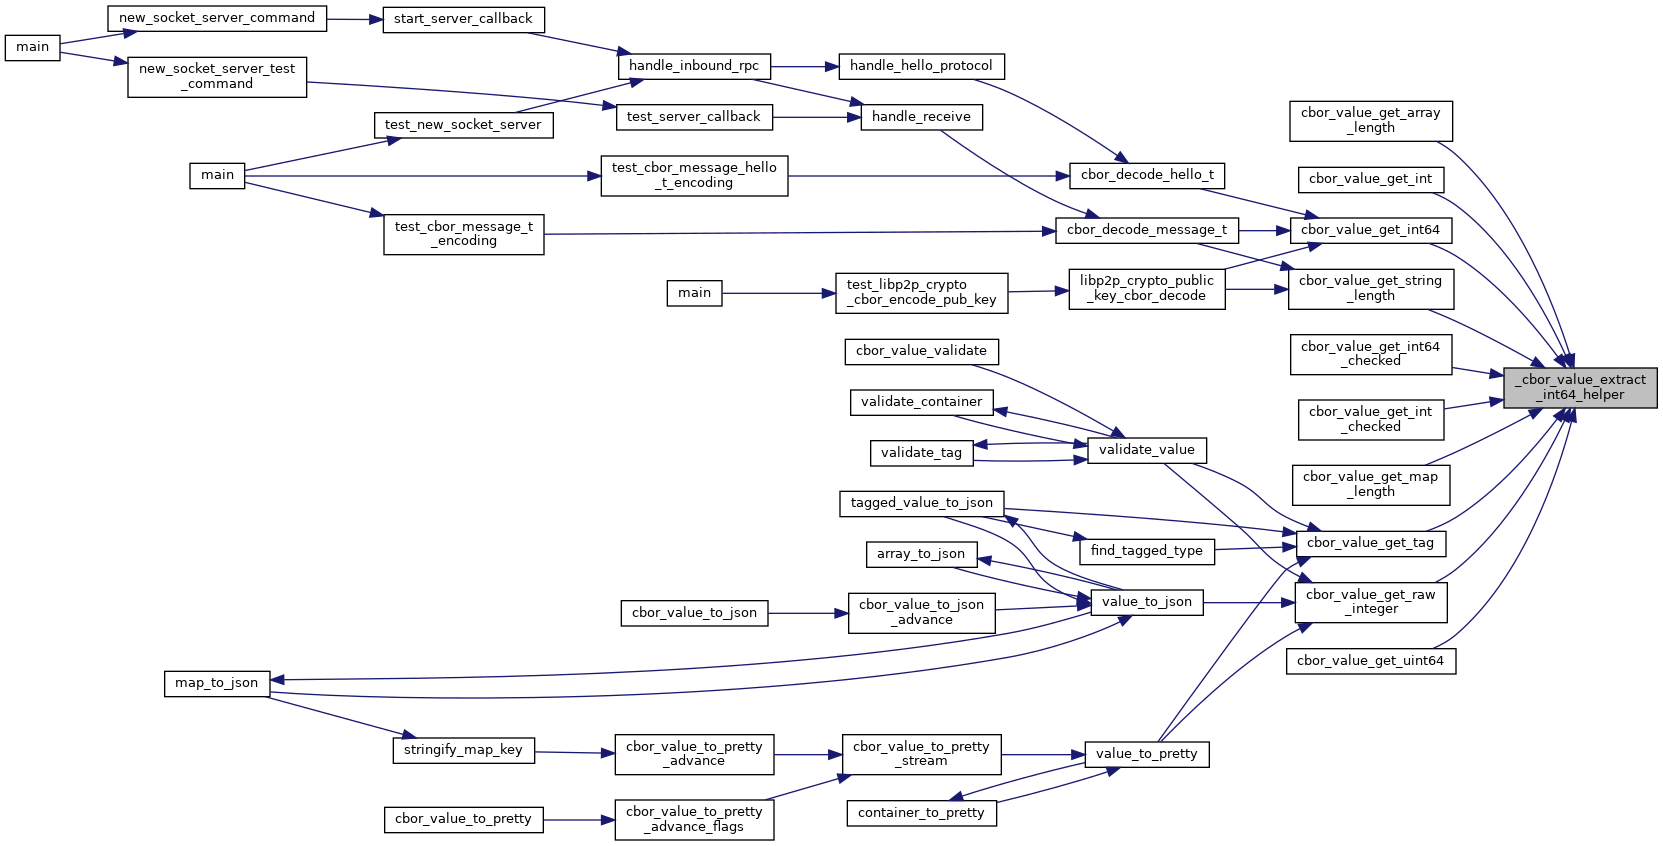 new_socket_server_command
start_server_callback
main
new_socket_server_test
_command
handle_inbound_rpc
handle_hello_protocol
test_server_callback
handle_receive
test_new_socket_server
cbor_value_get_array
_length
main
test_cbor_message_hello
_t_encoding
cbor_decode_hello_t
cbor_value_get_int
test_cbor_message_t
_encoding
cbor_decode_message_t
cbor_value_get_int64
main
test_libp2p_crypto
_cbor_encode_pub_key
libp2p_crypto_public
_key_cbor_decode
cbor_value_get_string
_length
cbor_value_validate
cbor_value_get_int64
_checked
_cbor_value_extract
_int64_helper
validate_container
cbor_value_get_int
_checked
validate_tag
validate_value
cbor_value_get_map
_length
tagged_value_to_json
find_tagged_type
cbor_value_get_tag
array_to_json
cbor_value_to_json
cbor_value_to_json
_advance
value_to_json
cbor_value_get_raw
_integer
cbor_value_get_uint64
map_to_json
stringify_map_key
cbor_value_to_pretty
_advance
cbor_value_to_pretty
_stream
value_to_pretty
cbor_value_to_pretty
cbor_value_to_pretty
_advance_flags
container_to_pretty